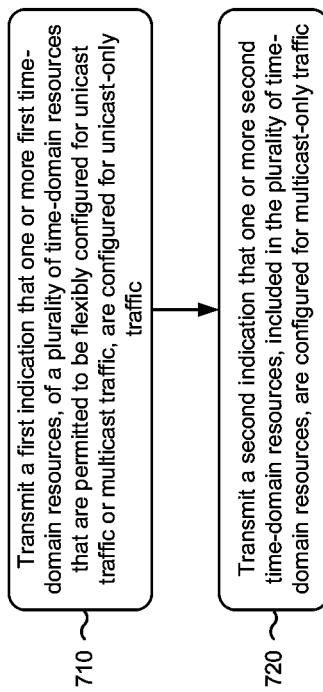 710
Transmit a first indication that one or more first time-
domain resources, of a plurality of time-domain resources
that are permitted to be flexibly configured for unicast
traffic or multicast traffic, are configured for unicast-only
traffic
720
Transmit a second indication that one or more second
time-domain resources, included in the plurality of time-
domain resources, are configured for multicast-only traffic